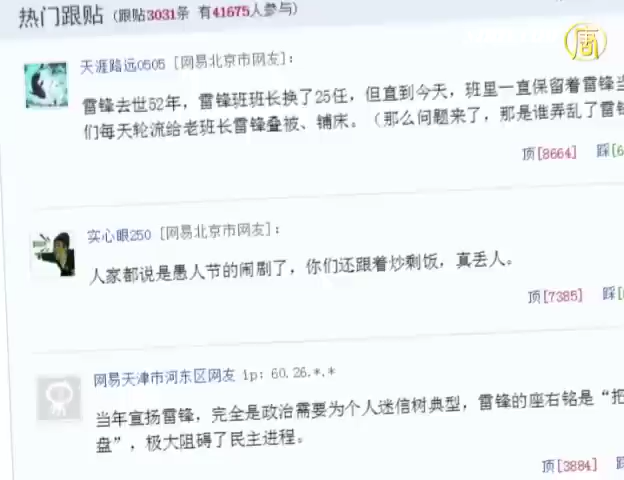 热门跟贴 (跟贴3031条 有41675人参与)
唐
天涯路远0505 [网易北京市网友]:
雷锋去世52年，雷锋班班长换了25任，但直到今天，班里一直保留着雷锋当
们每天轮流给老班长雷锋叠被、铺床。（那么问题来了，那是谁弄乱了雷锋
顶[8664] 踩[6
实心眼250 [网易北京市网友]:
人家都说是愚人节的闹剧了，你们还跟着炒剩饭，真丢人。
顶[7385] 踩[
网易天津市河东区网友 ip: 60.26.*.*
当年宣扬雷锋，完全是政治需要为个人迷信树典型，雷锋的座右铭是“把
盘”，极大阻碍了民主进程。
顶[3884]